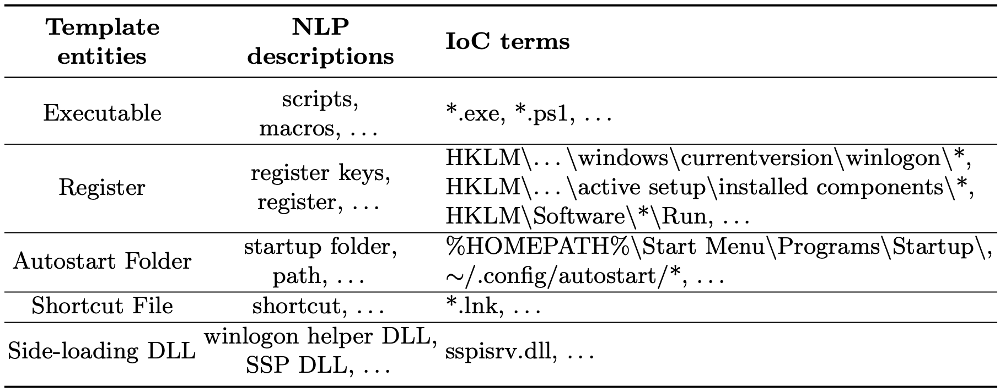 Template entities NLP descriptions IoC terms
Executable scripts, macros, … *.exe, *.ps1, …
Register register keys, register, … HKLM\…\windows\currentversion\winlogon\*,
HKLM\…\active setup\installed components\*,
HKLM\Software\*\Run, …
Autostart Folder startup folder, path, … %HOMEPATH%\Start Menu\Programs\Startup\,
~/.config/autostart/*, …
Shortcut File shortcut, … *.lnk, …
Side-loading DLL winlogon helper DLL, SSP DLL, … sspisrv.dll, …